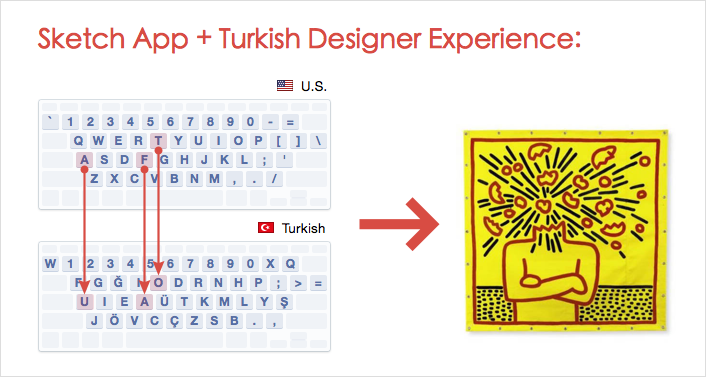 Sketch App + Turkish Designer Experience:
U.S.
` 1 2 3 4 5 6 7 8 9 0 - =
Q W E R T Y U I O P [ ] \
A S D F G H J K L ; '
Z X C V B N M , . /
Turkish
W 1 2 3 4 5 6 7 8 9 0 X Q
F G Ğ I O D R N H P ; > =
U I E A Ü T K M L Y Ş
J Ö V C Ç Z S B . ,